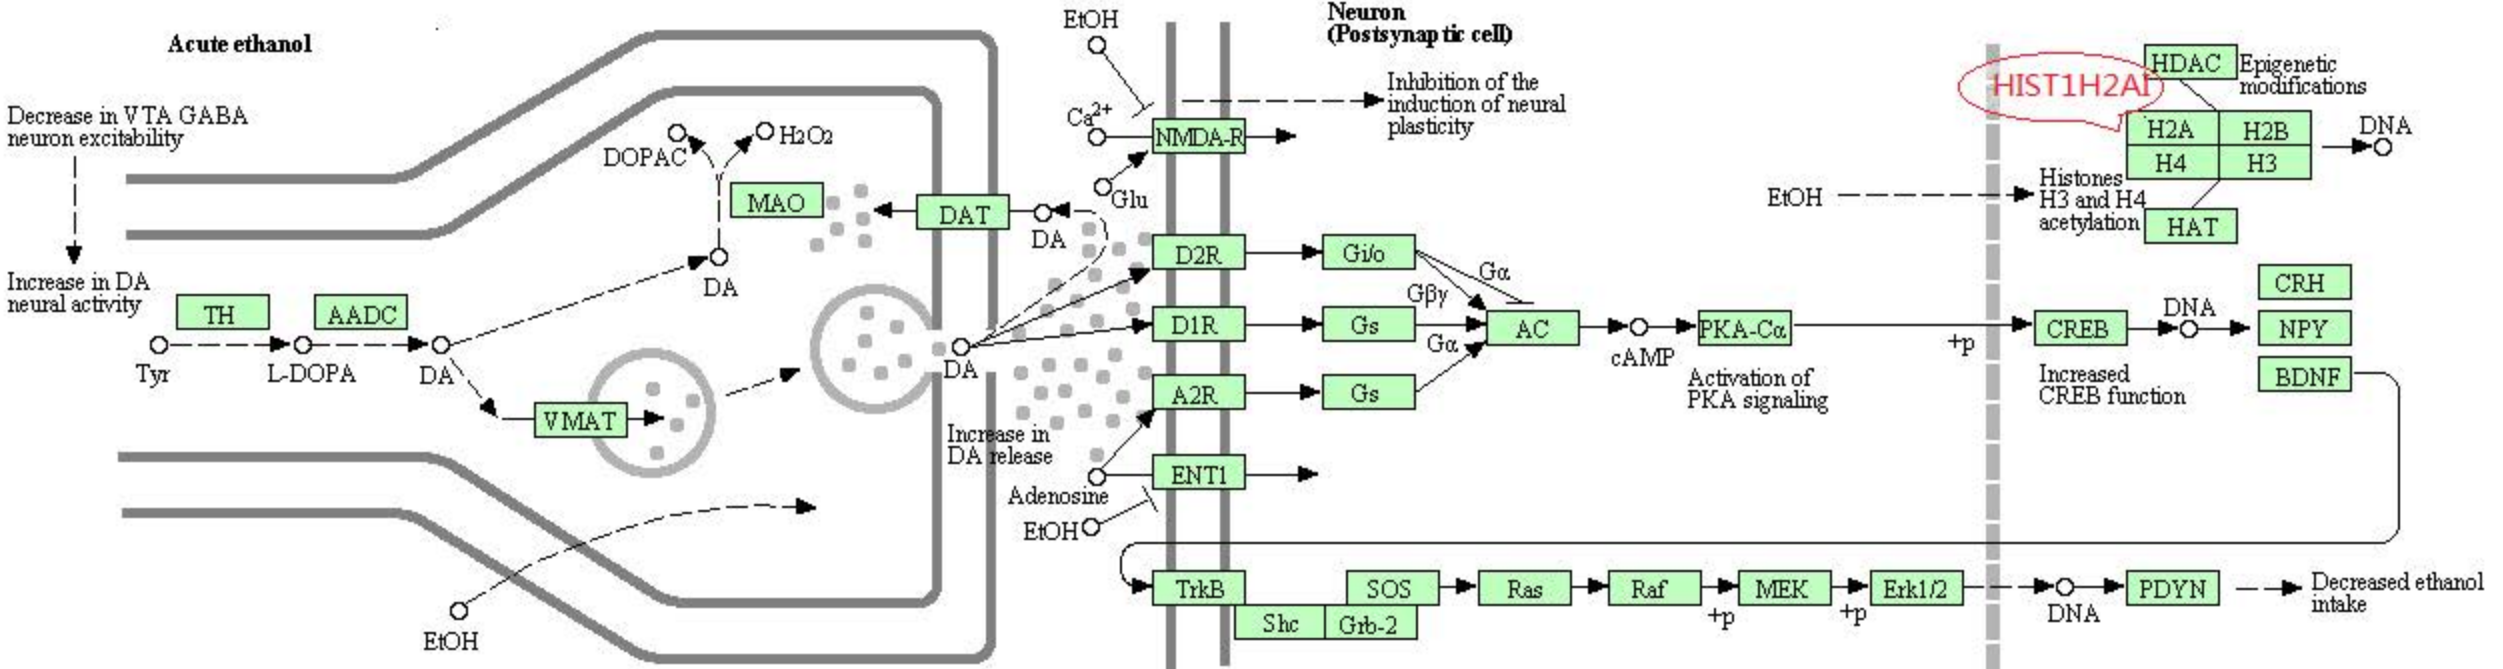 Acute ethanol
Decrease in VTA GABA
neuron excitability
Increase in DA
neural activity
TH
AADC
Tyr
L-DOPA
DA
VMAT
DOPAC
H2O2
MAO
DA
DAT
DA
DA
Increase in
DA release
EtOH
Neuron
(Postsynaptic cell)
EtOH
Ca2+
NMDA-R
Glu
Inhibition of the
induction of neural
plasticity
D2R
Gi/o
Gα
Gβγ
D1R
Gs
Gα
AC
cAMP
PKA-Cα
Activation of
PKA signaling
+p
A2R
Gs
Adenosine
ENT1
EtOH
HIST1H2AI
HDAC
Epigenetic
modifications
H2A
H2B
H4
H3
DNA
EtOH
Histones
H3 and H4
acetylation
HAT
CREB
Increased
CREB function
DNA
CRH
NPY
BDNF
TrkB
Shc
Grb-2
SOS
Ras
Raf
+p
MEK
+p
Erk1/2
DNA
PDYN
Decreased ethanol
intake